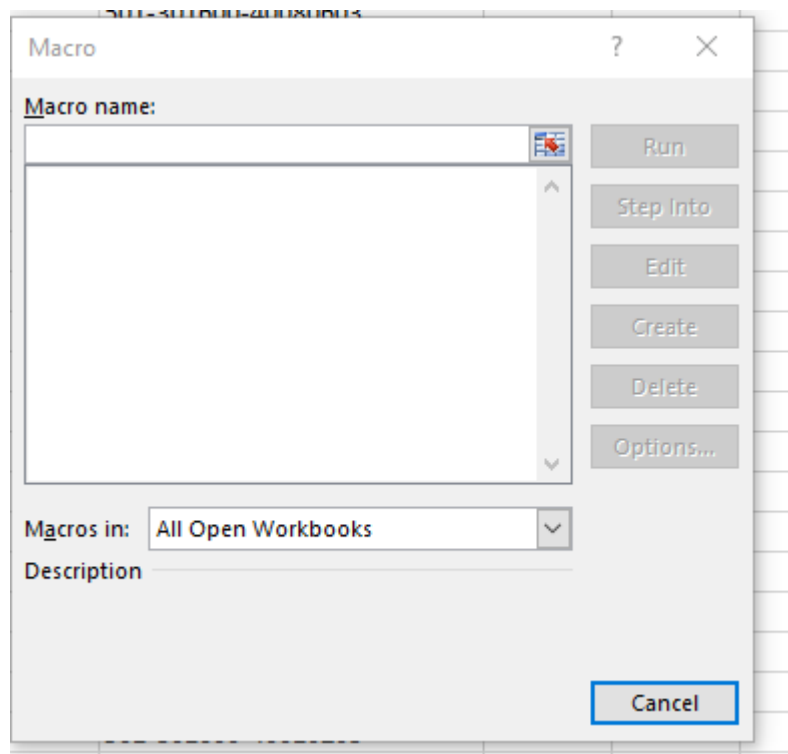 Macro
?
Macro name:
Run
Step Into
Edit
Create
Delete
Options...
Macros in: All Open Workbooks
Description
Cancel